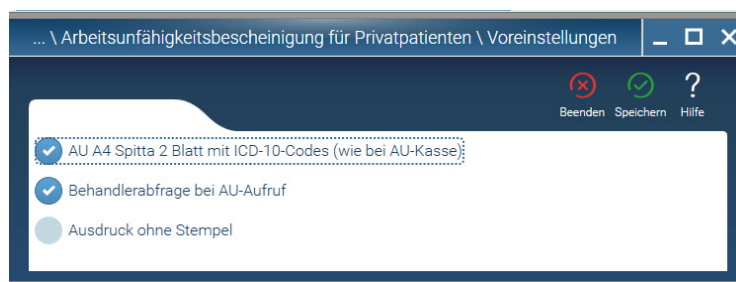 ... \ Arbeitsunfähigkeitsbescheinigung für Privatpatienten \ Voreinstellungen
Beenden Speichern Hilfe
AU A4 Spitta 2 Blatt mit ICD-10-Codes (wie bei AU-Kasse)
Behandlerabfrage bei AU-Aufruf
Ausdruck ohne Stempel